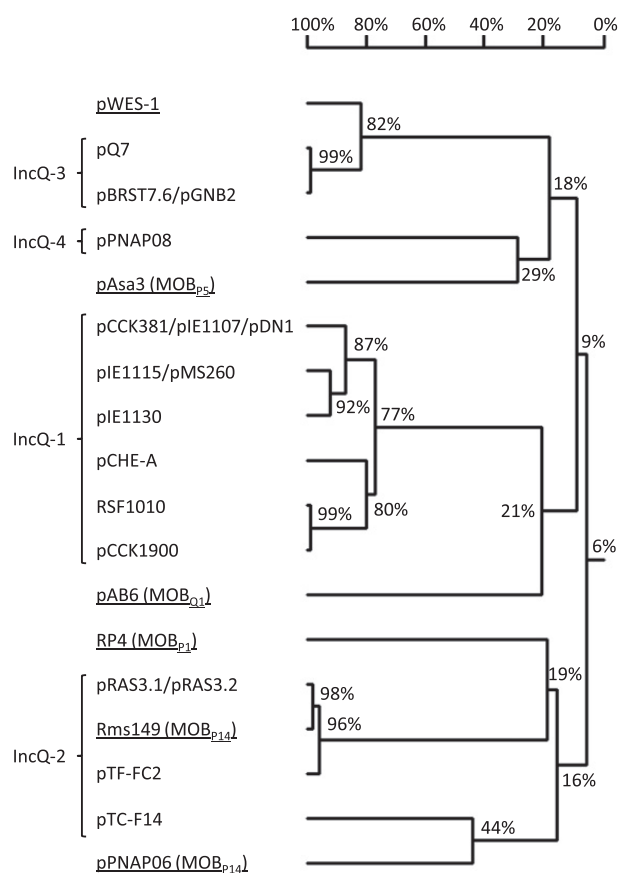 100% 80% 60% 40% 20% 0%
pWES-1
82%
pQ7
IncQ-3
99%
pBRST7.6/pGNB2
18%
IncQ-4
pPNAP08
29%
pAsa3 (MOBP5)
pCCK381/pIE1107/pDN1
87%
9%
pIE1115/pMS260
92%
pIE1130
77%
IncQ-1
pCHE-A
RSF1010
99%
80%
21%
pCCK1900
6%
pAB6 (MOBQ1)
RP4 (MOBP1)
19%
pRAS3.1/pRAS3.2
98%
Rms149 (MOBP14)
96%
IncQ-2
pTF-FC2
16%
pTC-F14
44%
pPNAP06 (MOBP14)